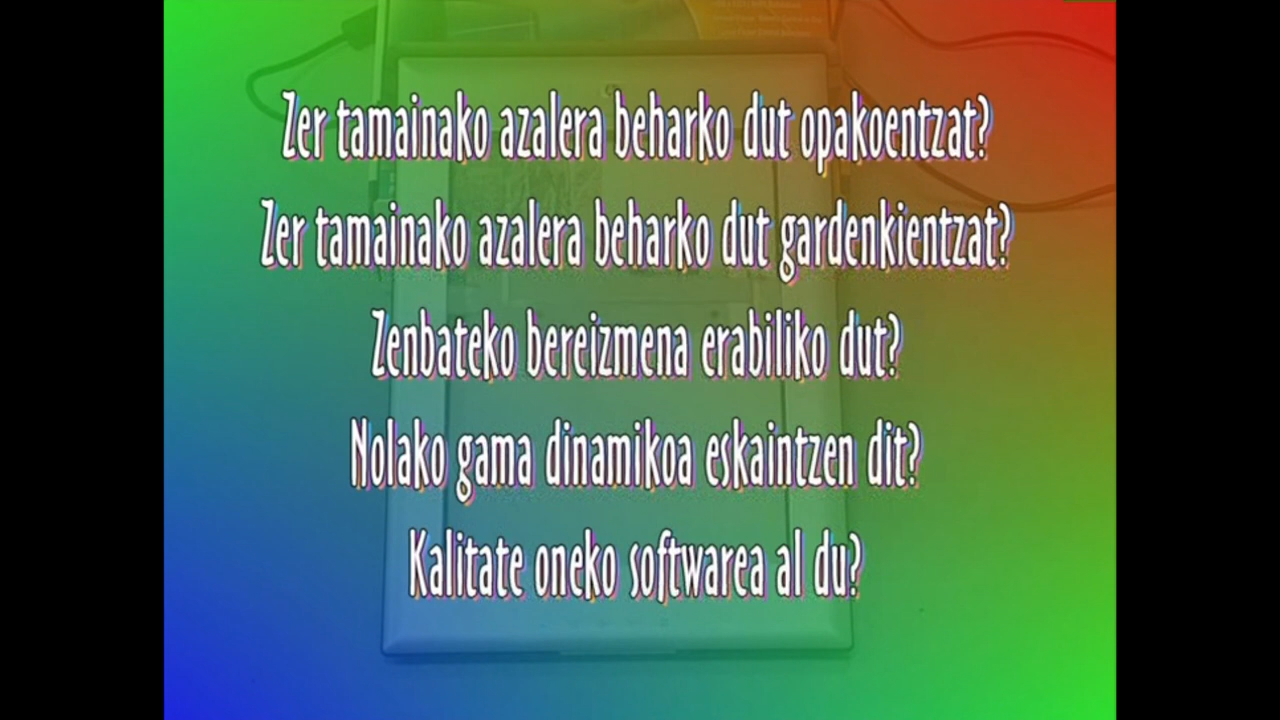 Zer tamainako azalera beharko dut opakoentzat?
Zer tamainako azalera beharko dut gardenkientzat?
Zenbateko bereizmena erabiliko dut?
Nolako gama dinamikoa eskaintzen dit?
Kalitate oneko softwarea al du?